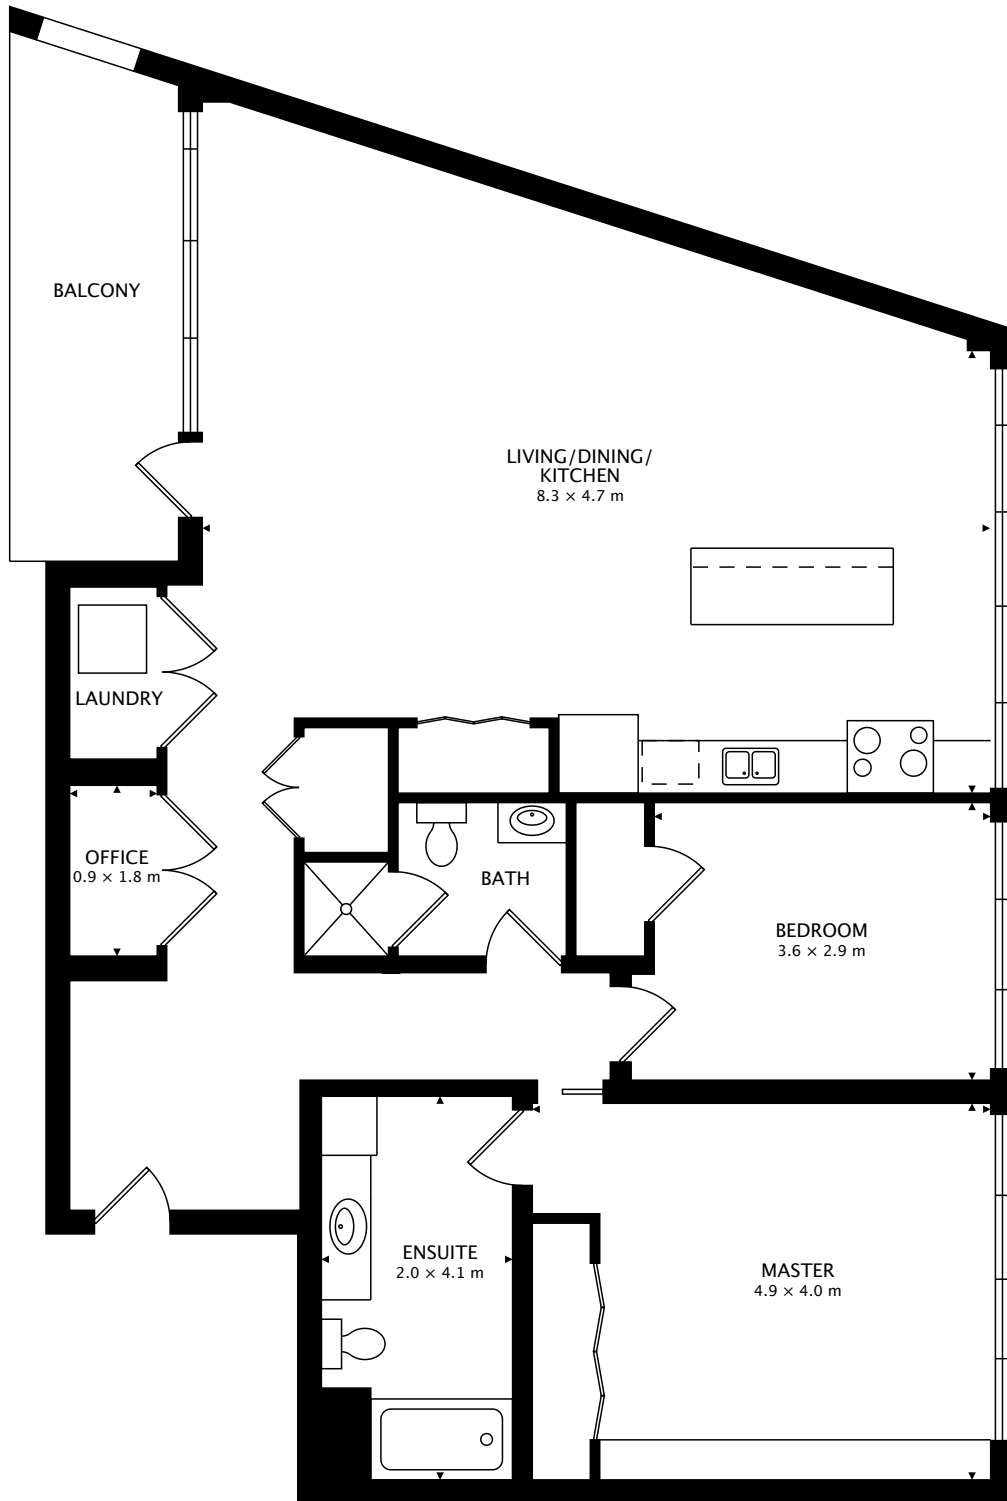 BALCONY
LIVING/DINING/
KITCHEN
8.3 × 4.7 m
LAUNDRY
OFFICE
0.9 × 1.8 m
BATH
BEDROOM
3.6 × 2.9 m
ENSUITE
2.0 × 4.1 m
MASTER
4.9 × 4.0 m